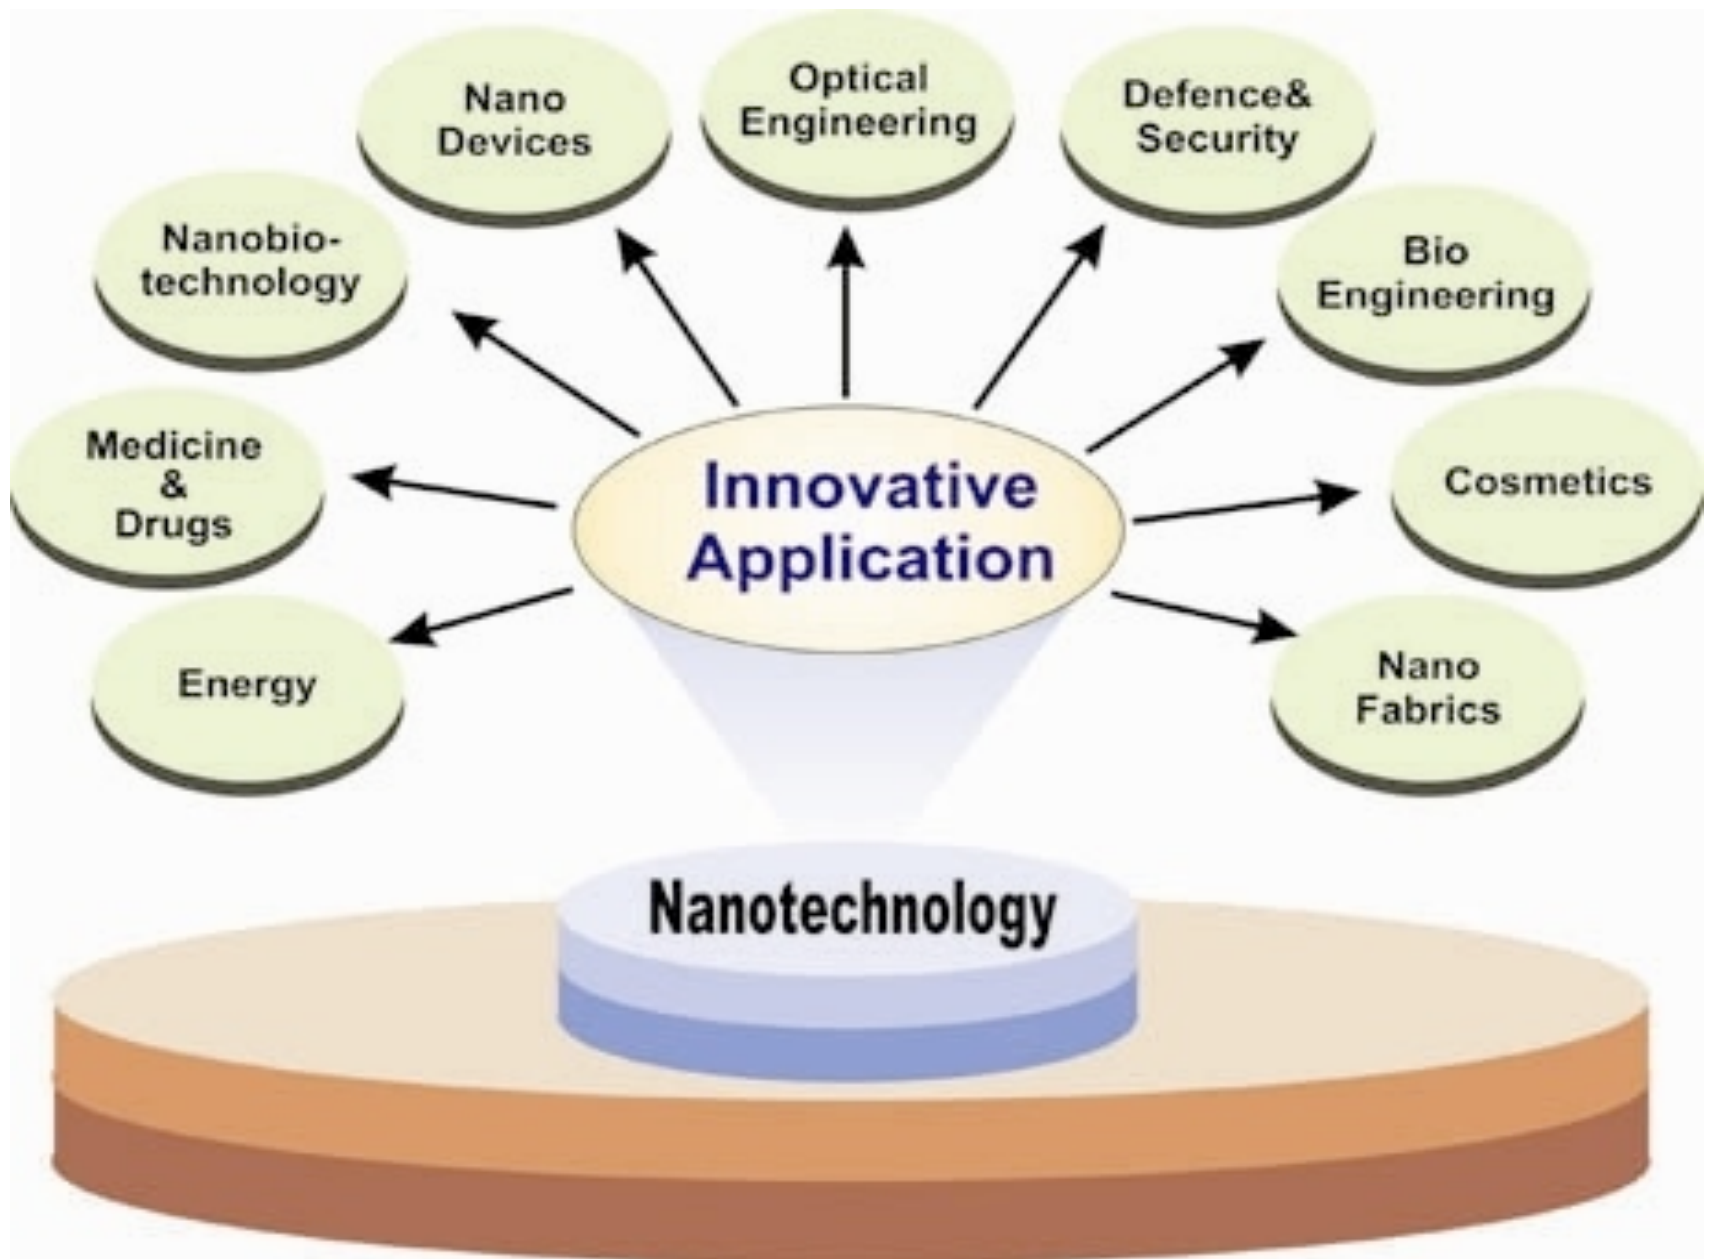 Nano
Devices
Optical
Engineering
Defence&
Security
Nanobio-
technology
Bio
Engineering
Medicine
&
Drugs
Innovative
Application
Cosmetics
Energy
Nano
Fabrics
Nanotechnology